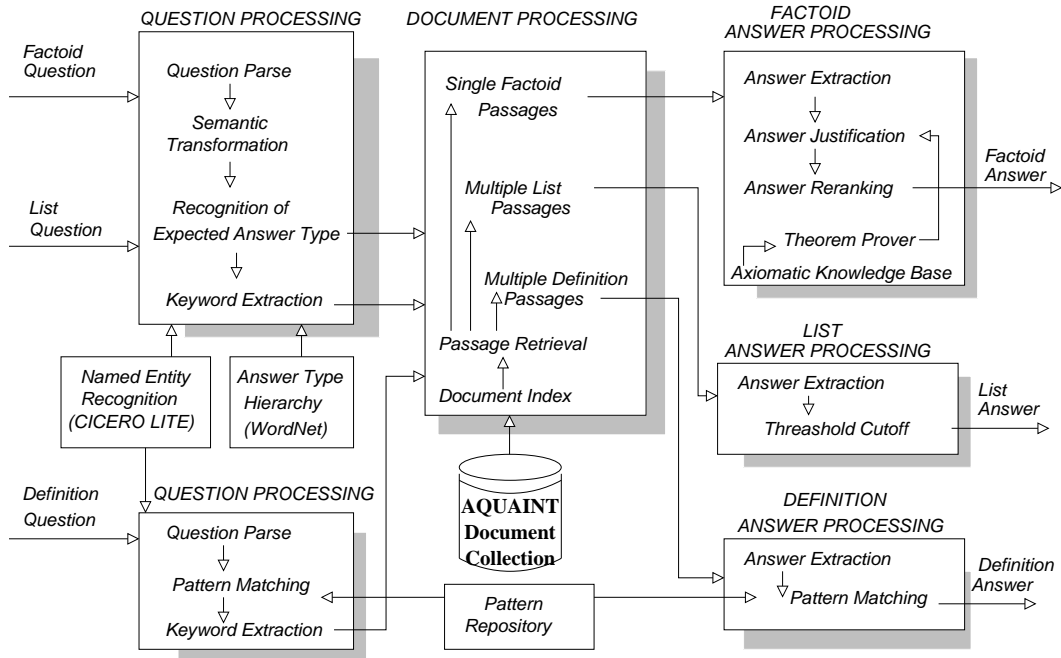 QUESTION PROCESSING
Factoid
Question
Question Parse
Semantic
Transformation
List
Question
Recognition of
Expected Answer Type
Keyword Extraction
Named Entity
Recognition
(CICERO LITE)
Answer Type
Hierarchy
(WordNet)
DOCUMENT PROCESSING
Single Factoid
Passages
Multiple List
Passages
Multiple Definition
Passages
Passage Retrieval
Document Index
AQUAINT
Document
Collection
FACTOID
ANSWER PROCESSING
Answer Extraction
Answer Justification
Answer Reranking
Theorem Prover
Axiomatic Knowledge Base
Factoid
Answer
LIST
ANSWER PROCESSING
Answer Extraction
Threashold Cutoff
List
Answer
QUESTION PROCESSING
Definition
Question
Question Parse
Pattern Matching
Keyword Extraction
Pattern
Repository
DEFINITION
ANSWER PROCESSING
Answer Extraction
Pattern Matching
Definition
Answer